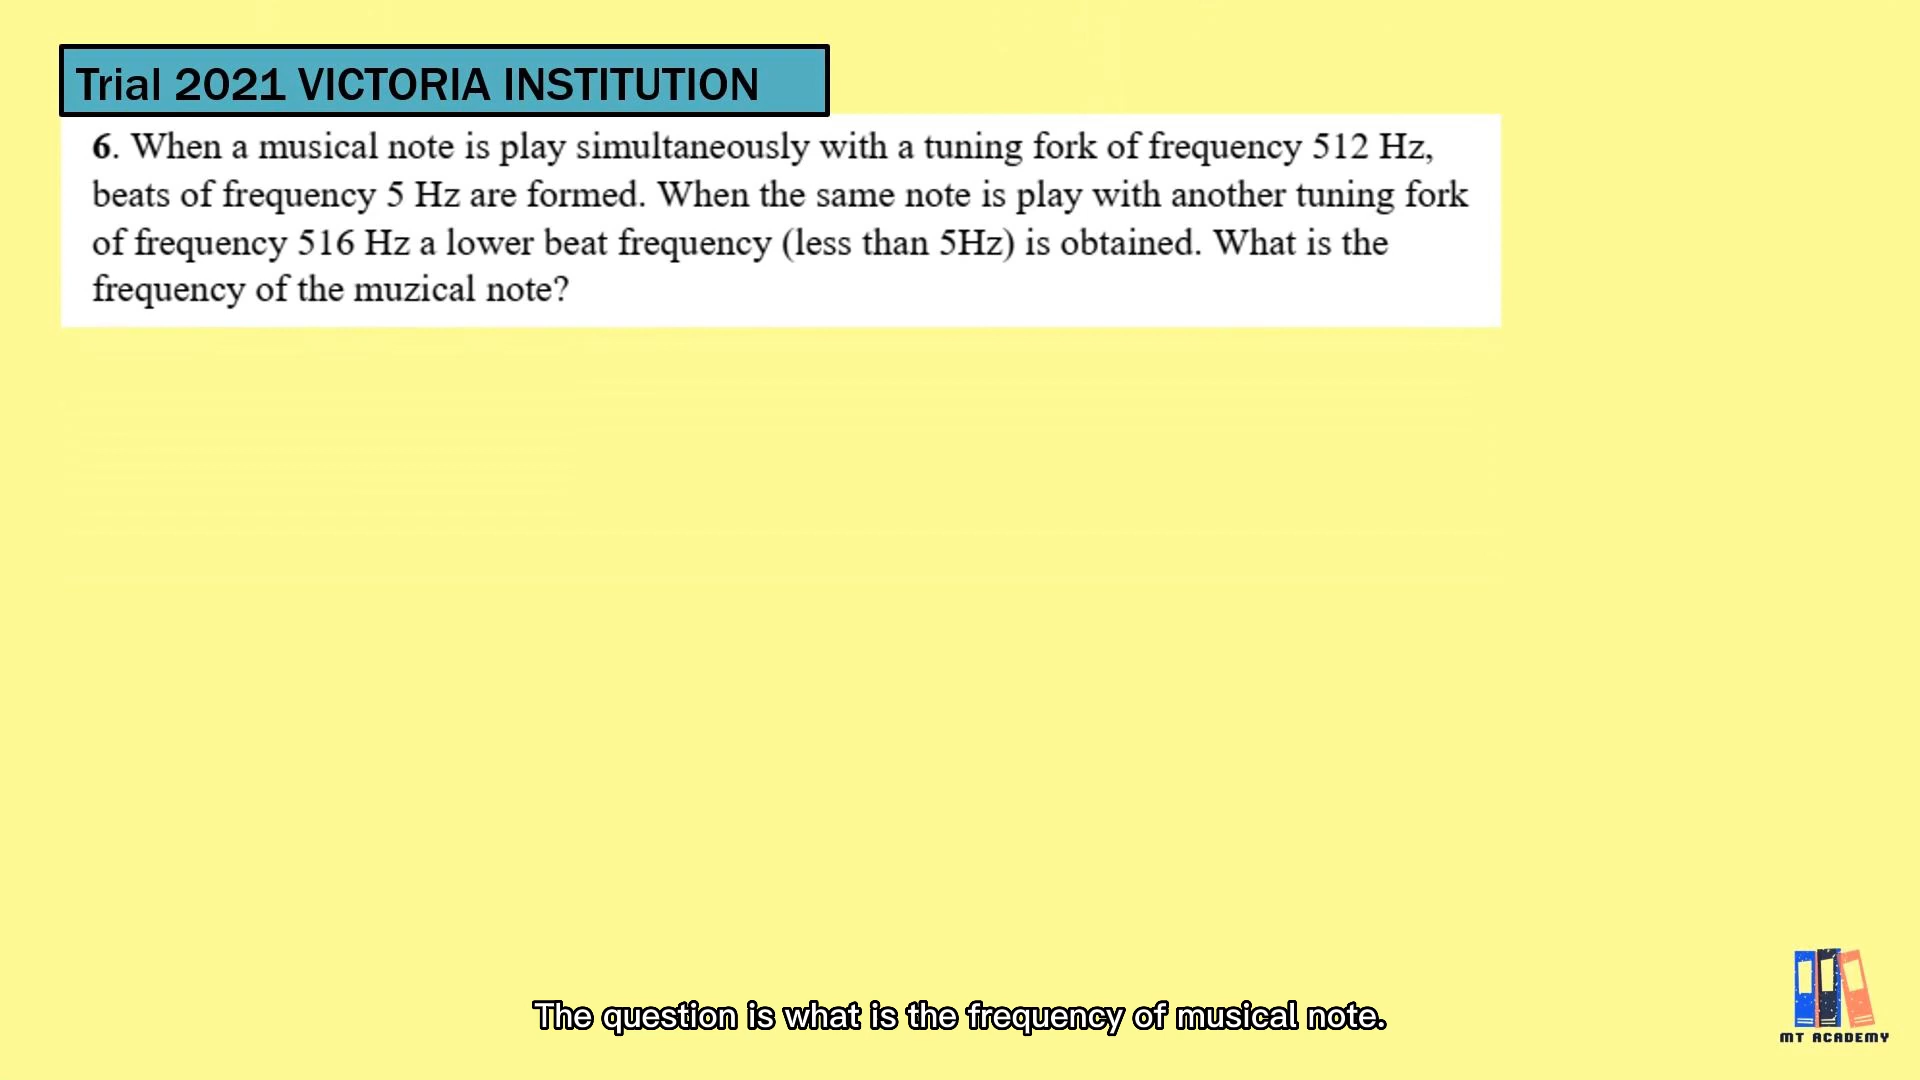 Trial 2021 VICTORIA INSTITUTION
6. When a musical note is play simultaneously with a tuning fork of frequency 512 Hz,
beats of frequency 5 Hz are formed. When the same note is play with another tuning fork
of frequency 516 Hz a lower beat frequency (less than 5Hz) is obtained. What is the
frequency of the muzical note?
The question is what is the frequency of musical note.
MT ACADEMY